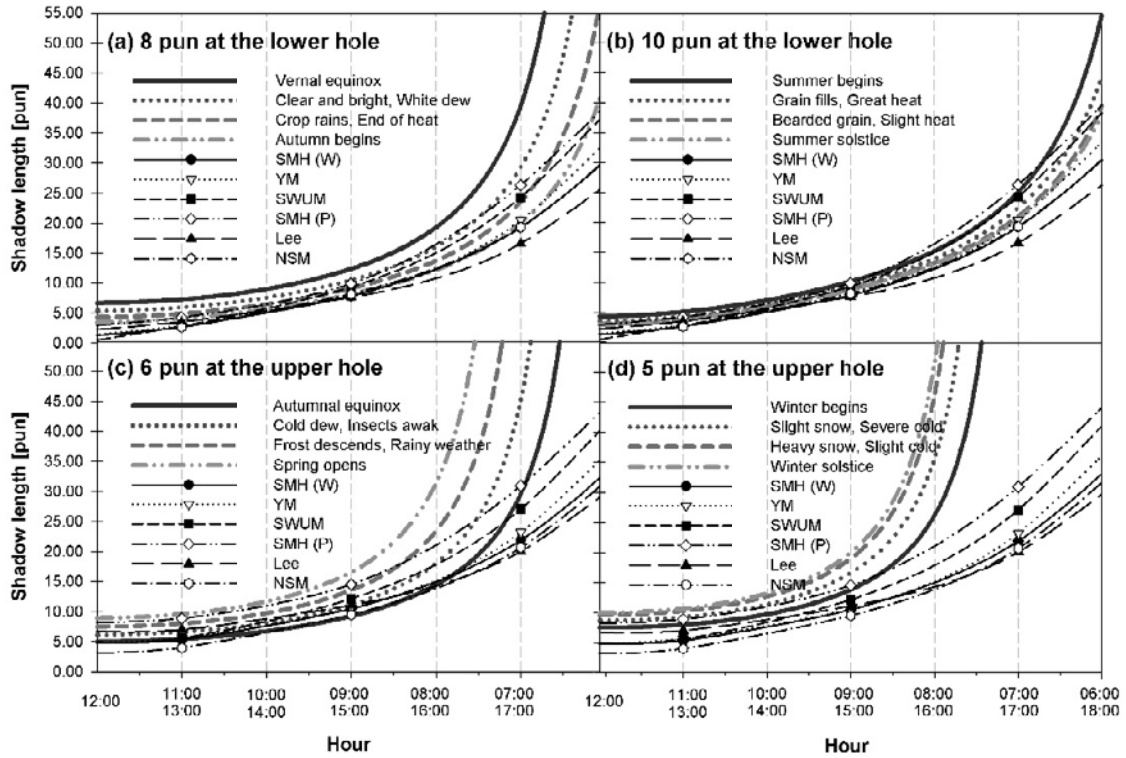 55.00
50.00
45.00
40.00
35.00
30.00
25.00
20.00
15.00
10.00
5.00
0.00
Shadow length [pun]
(a) 8 pun at the lower hole
Vernal equinox
Clear and bright, White dew
Crop rains, End of heat
Autumn begins
SMH (W)
YM
SWUM
SMH (P)
Lee
NSM
(b) 10 pun at the lower hole
Summer begins
Grain fills, Great heat
Bearded grain, Slight heat
Summer solstice
SMH (W)
YM
SWUM
SMH (P)
Lee
NSM
50.00
45.00
40.00
35.00
30.00
25.00
20.00
15.00
10.00
5.00
0.00
Shadow length [pun]
(c) 6 pun at the upper hole
Autumnal equinox
Cold dew, Insects awak
Frost descends, Rainy weather
Spring opens
SMH (W)
YM
SWUM
SMH (P)
Lee
NSM
(d) 5 pun at the upper hole
Winter begins
Slight snow, Severe cold
Heavy snow, Slight cold
Winter solstice
SMH (W)
YM
SWUM
SMH (P)
Lee
NSM
12:00 11:00 10:00 09:00 08:00 07:00
13:00 14:00 15:00 16:00 17:00
Hour
12:00 11:00 10:00 09:00 08:00 07:00 06:00
13:00 14:00 15:00 16:00 17:00 18:00
Hour